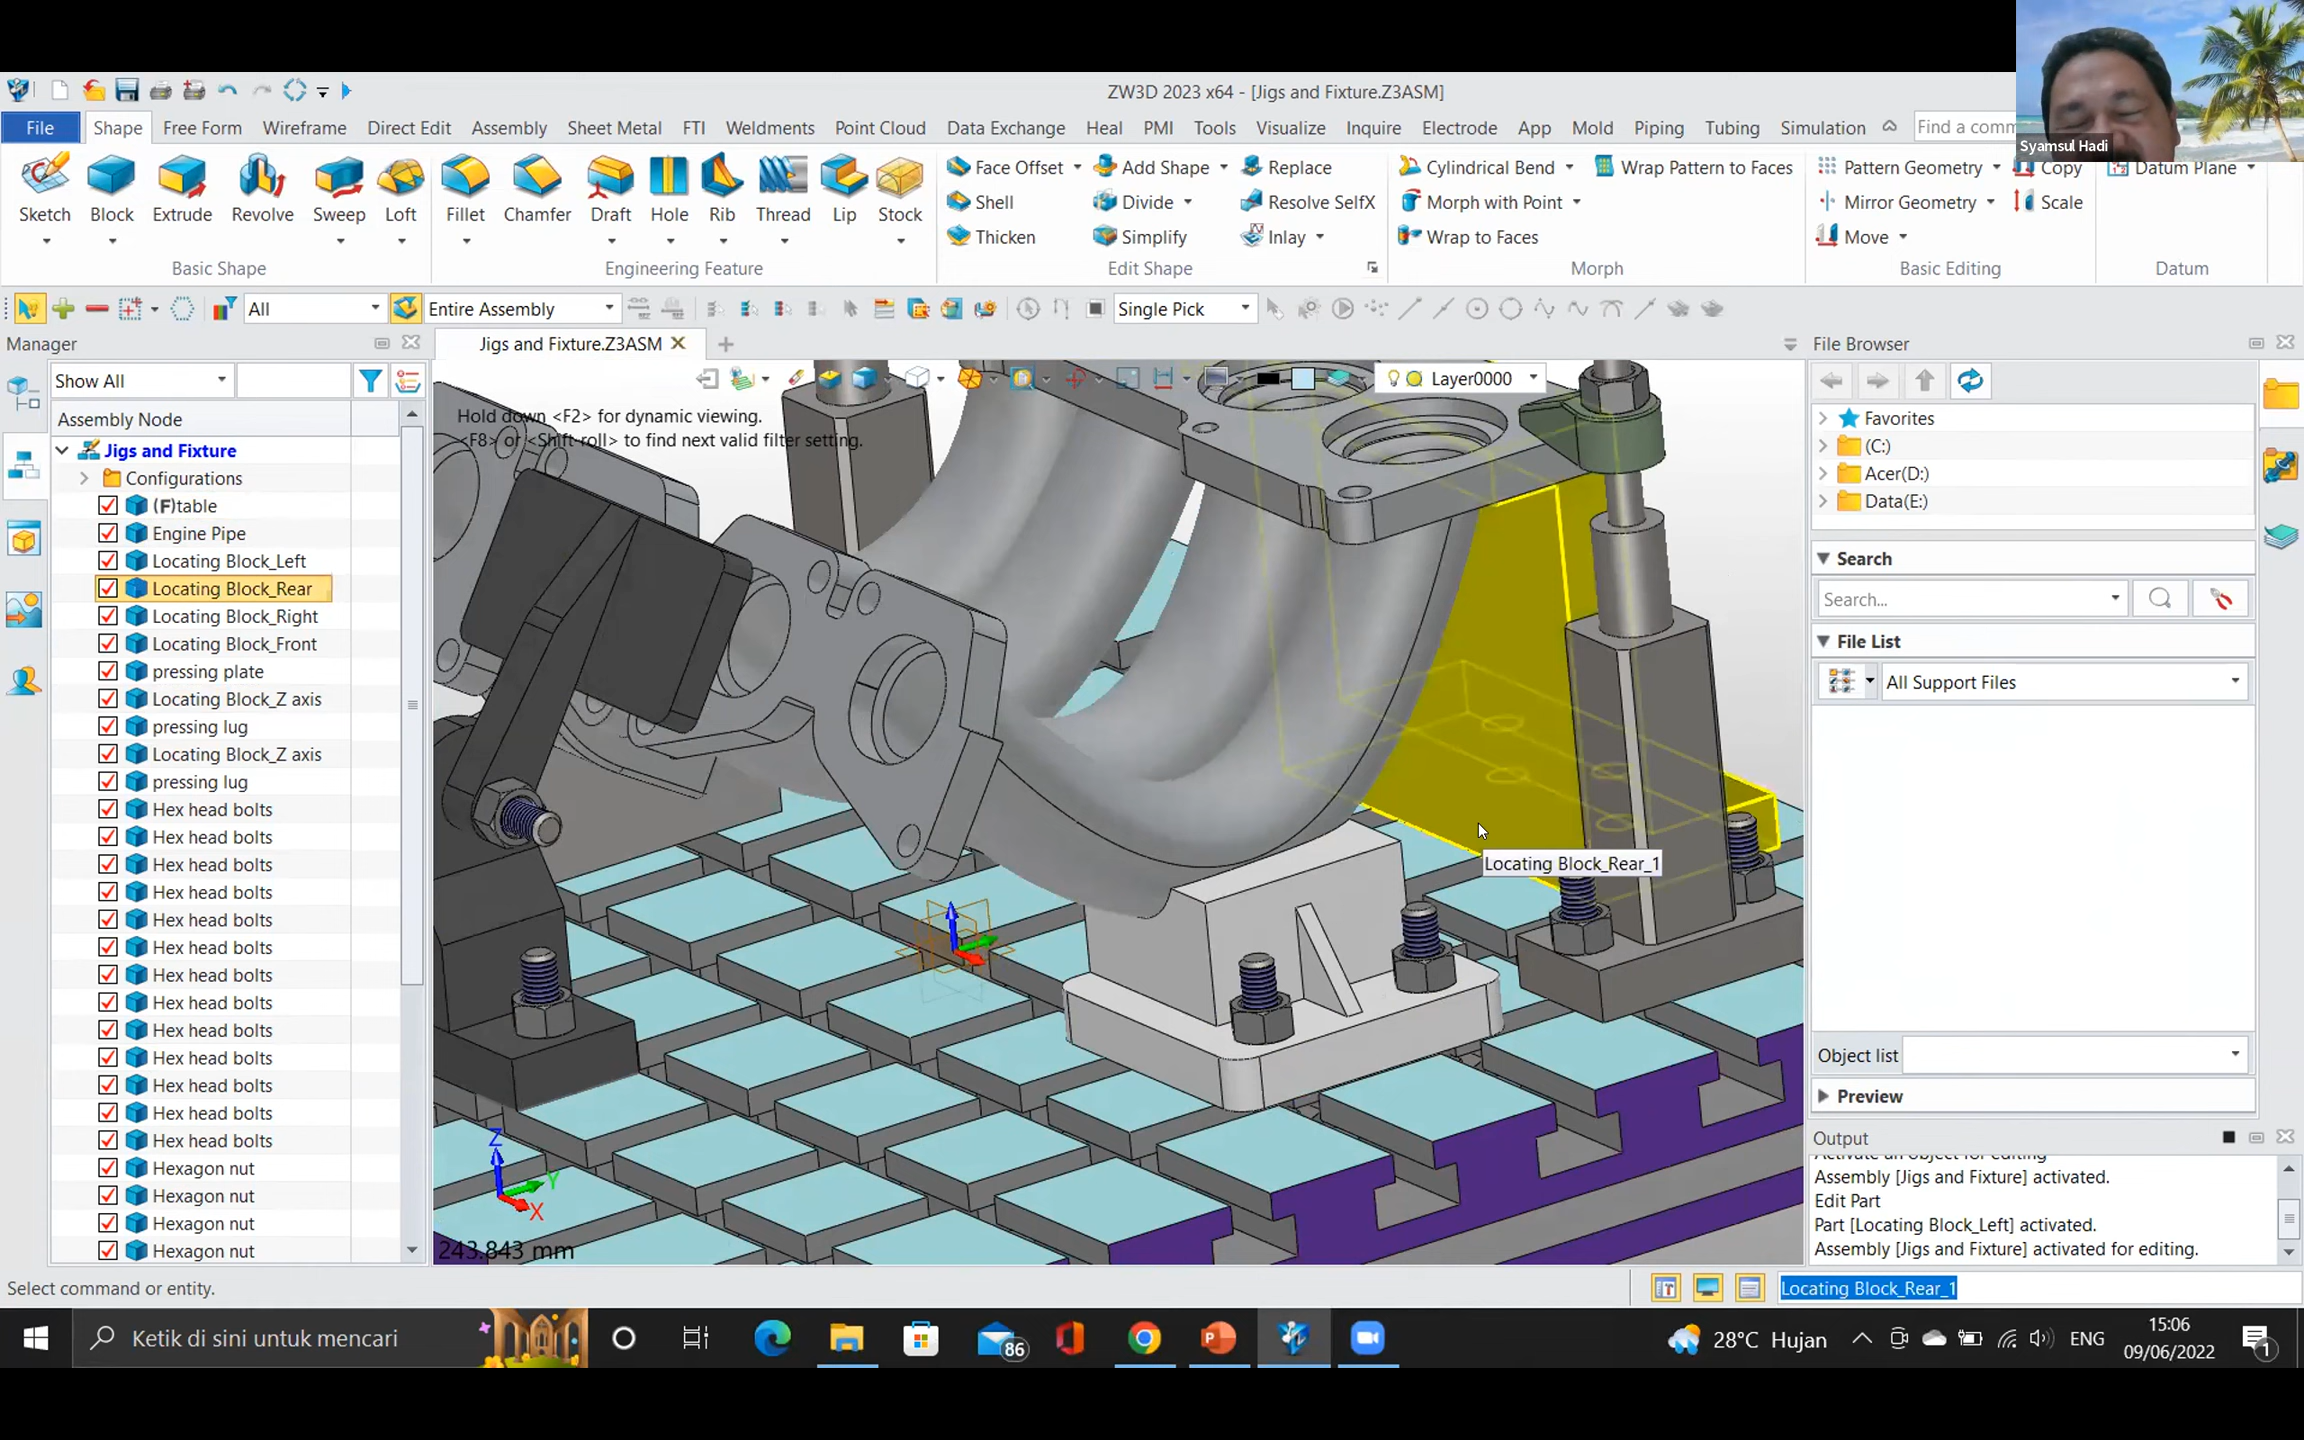 ZW3D 2023 x64 - [Jigs and Fixture.Z3ASM]
Syamsul Hadi
File Shape Free Form Wireframe Direct Edit Assembly Sheet Metal FTI Weldments Point Cloud Data Exchange Heal PMI Tools Visualize Inquire Electrode App Mold Piping Tubing Simulation Find a comm
Sketch Block Extrude Revolve Sweep Loft
Basic Shape
Fillet Chamfer Draft Hole Rib Thread Lip Stock
Engineering Feature
Face Offset Add Shape Replace
Shell Divide Resolve SelfX
Thicken Simplify Inlay
Edit Shape
Cylindrical Bend Wrap Pattern to Faces
Morph with Point
Wrap to Faces
Morph
Pattern Geometry Copy
Mirror Geometry Scale
Move
Basic Editing
Datum Plane
Datum
All Entire Assembly Single Pick
Manager
Show All
Assembly Node
Jigs and Fixture
Configurations
(F)table
Engine Pipe
Locating Block_Left
Locating Block_Rear
Locating Block_Right
Locating Block_Front
pressing plate
Locating Block_Z axis
pressing lug
Locating Block_Z axis
pressing lug
Hex head bolts
Hex head bolts
Hex head bolts
Hex head bolts
Hex head bolts
Hex head bolts
Hex head bolts
Hex head bolts
Hex head bolts
Hex head bolts
Hex head bolts
Hex head bolts
Hex head bolts
Hexagon nut
Hexagon nut
Hexagon nut
Hexagon nut
Jigs and Fixture.Z3ASM
Layer0000
Hold down <F2> for dynamic viewing.
<F8> or <Shift-roll> to find next valid filter setting.
Locating Block_Rear_1
Z
Y
X
243.843 mm
File Browser
Favorites
(C:)
Acer(D:)
Data(E:)
Search
Search...
File List
All Support Files
Object list
Preview
Output
Activate an Object for editing
Assembly [Jigs and Fixture] activated.
Edit Part
Part [Locating Block_Left] activated.
Assembly [Jigs and Fixture] activated for editing.
Select command or entity.
Locating Block_Rear_1
Ketik di sini untuk mencari
86
28°C Hujan
ENG
15:06
09/06/2022
1